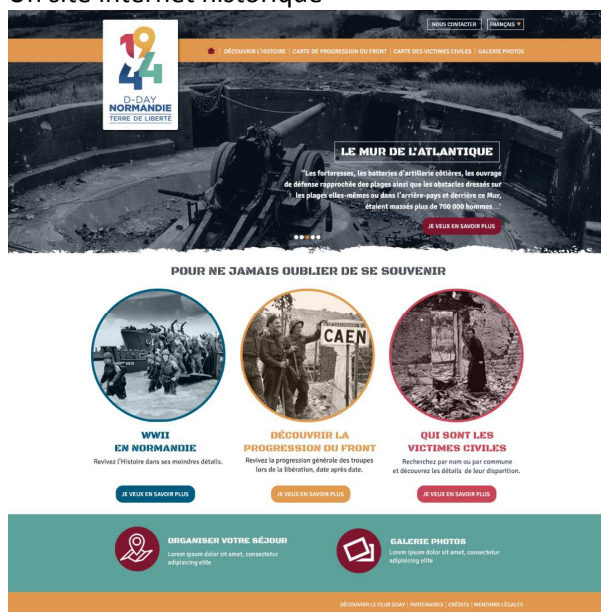 Un site internet historique
NOUS CONTACTER FRANÇAIS
1944
D-DAY
NORMANDIE
TERRE DE LIBERTÉ
DÉCOUVRIR L'HISTOIRE | CARTE DE PROGRESSION DU FRONT | CARTE DES VICTIMES CIVILES | GALERIE PHOTOS
LE MUR DE L'ATLANTIQUE
"Les forteresses, les batteries d'artillerie côtières, les ouvrage
de défense rapprochée des plages ainsi que les obstacles dressés sur
les plages elles-mêmes ou dans l'arrière-pays et derrière ce Mur,
étaient massés plus de 700 000 hommes..."
JE VEUX EN SAVOIR PLUS
POUR NE JAMAIS OUBLIER DE SE SOUVENIR
CAEN
WWII
EN NORMANDIE
Revivez l'Histoire dans ses moindres détails.
JE VEUX EN SAVOIR PLUS
DÉCOUVRIR LA
PROGRESSION DU FRONT
Revivez la progression générale des troupes
lors de la libération, date après date.
JE VEUX EN SAVOIR PLUS
QUI SONT LES
VICTIMES CIVILES
Recherchez par nom ou par commune
et découvrez les détails de leur disparition.
JE VEUX EN SAVOIR PLUS
ORGANISER VOTRE SÉJOUR
Lorem ipsum dolor sit amet, consectetur
adipisicing elite
GALERIE PHOTOS
Lorem ipsum dolor sit amet, consectetur
adipisicing elite
DÉCOUVRIR LE CLUB DDAY | PARTENAIRES | CRÉDITS | MENTIONS LÉGALES